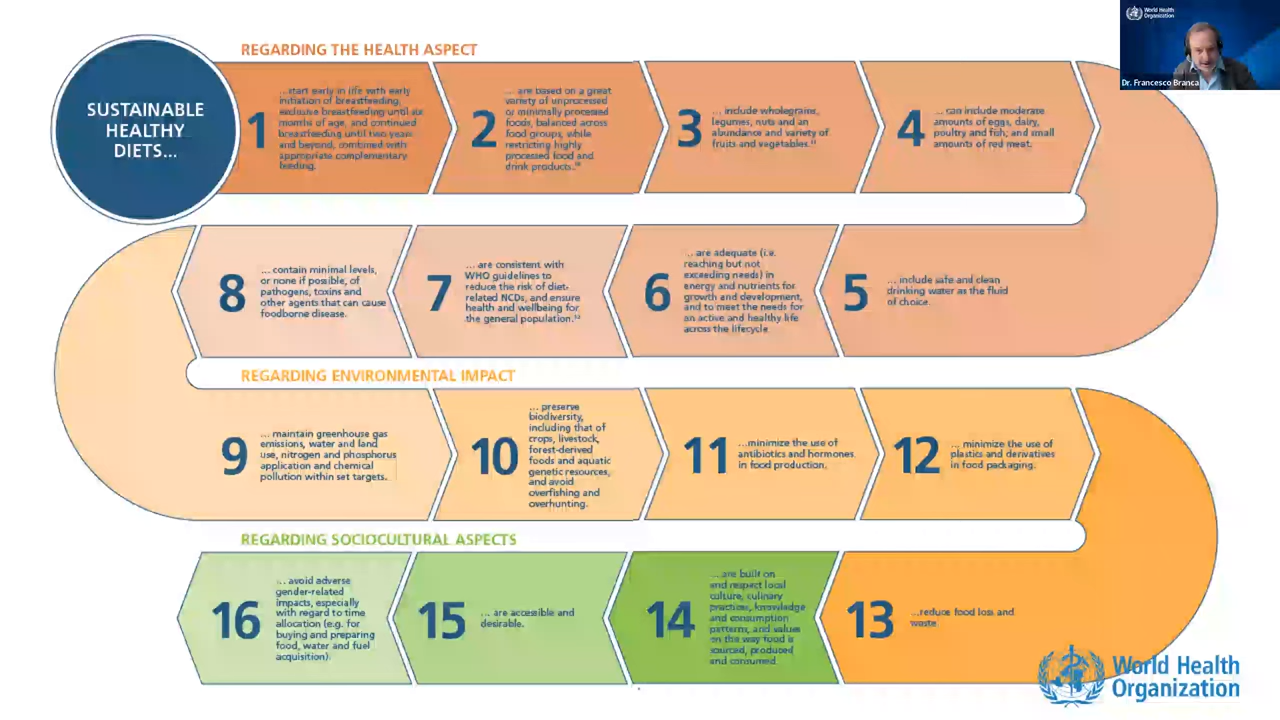 World Health
Organization
Dr. Francesco Branca
REGARDING THE HEALTH ASPECT
SUSTAINABLE
HEALTHY
DIETS...
1
...start early in life with early
initiation of breastfeeding,
exclusive breastfeeding until six
months of age, and continued
breastfeeding until two years
and beyond, combined with
appropriate complementary
feeding.
2
... are based on a great
variety of unprocessed
or minimally processed
foods, balanced across
food groups, while
restricting highly
processed food and
drink products.
3
... include wholegrains,
legumes, nuts and an
abundance and variety of
fruits and vegetables.
4
... can include moderate
amounts of eggs, dairy,
poultry and fish; and small
amounts of red meat.
5
... include safe and clean
drinking water as the fluid
of choice.
6
... are adequate (i.e.
reaching but not
exceeding needs) in
energy and nutrients for
growth and development,
and to meet the needs for
an active and healthy life
across the lifecycle.
7
... are consistent with
WHO guidelines to
reduce the risk of diet-
related NCDs, and ensure
health and wellbeing for
the general population.
8
... contain minimal levels,
or none if possible, of
pathogens, toxins and
other agents that can cause
foodborne disease.
REGARDING ENVIRONMENTAL IMPACT
9
... maintain greenhouse gas
emissions, water and land
use, nitrogen and phosphorus
application and chemical
pollution within set targets.
10
... preserve
biodiversity,
including that of
crops, livestock,
forest-derived
foods and aquatic
genetic resources,
and avoid
overfishing and
overhunting.
11
...minimize the use of
antibiotics and hormones
in food production.
12
... minimize the use of
plastics and derivatives
in food packaging.
13
...reduce food loss and
waste.
REGARDING SOCIOCULTURAL ASPECTS
14
...are built on
and respect local
culture, culinary
practices, knowledge
and consumption
patterns, and values
on the way food is
sourced, produced
and consumed.
15
... are accessible and
desirable.
16
... avoid adverse
gender-related
impacts, especially
with regard to time
allocation (e.g. for
buying and preparing
food, water and fuel
acquisition).
World Health
Organization